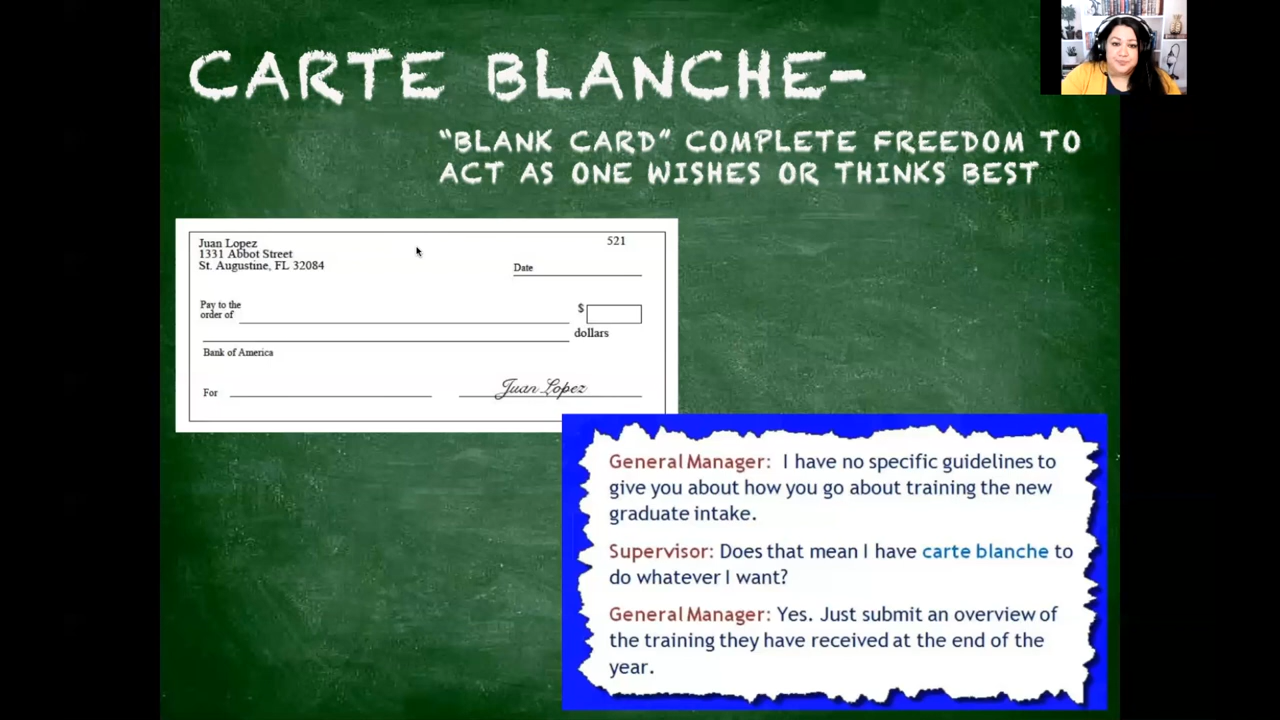 CARTE BLANCHE-
"BLANK CARD" COMPLETE FREEDOM TO
ACT AS ONE WISHES OR THINKS BEST
Juan Lopez
1331 Abbot Street
St. Augustine, FL 32084
521
Date
Pay to the
order of
$
dollars
Bank of America
For
Juan Lopez
General Manager: I have no specific guidelines to
give you about how you go about training the new
graduate intake.
Supervisor: Does that mean I have carte blanche to
do whatever I want?
General Manager: Yes. Just submit an overview of
the training they have received at the end of the
year.